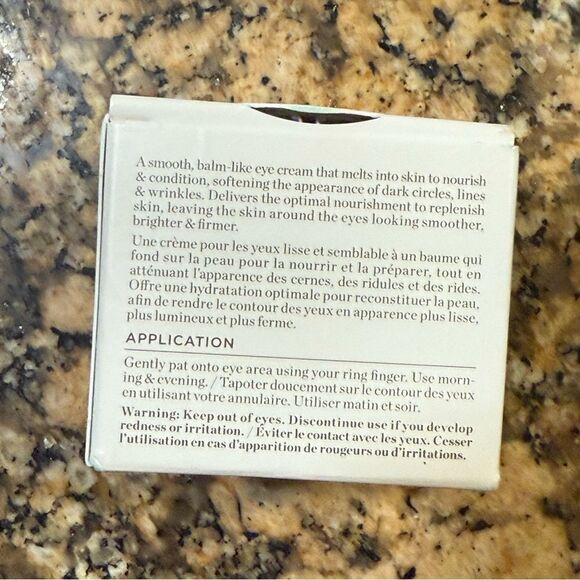 A smooth, balm-like eye cream that melts into skin to nourish
& condition, softening the appearance of dark circles, lines
& wrinkles. Delivers the optimal nourishment to replenish
skin, leaving the skin around the eyes looking smoother,
brighter & firmer.
Une crème pour les yeux lisse et semblable à un baume qui
fond sur la peau pour la nourrir et la préparer, tout en
atténuant l'apparence des cernes, des ridules et des rides.
Offre une hydratation optimale pour reconstituer la peau,
afin de rendre le contour des yeux en apparence plus lisse,
plus lumineux et plus ferme.
APPLICATION
Gently pat onto eye area using your ring finger. Use morn-
ing & evening. / Tapoter doucement sur le contour des yeux
en utilisant votre annulaire. Utiliser matin et soir.
Warning: Keep out of eyes. Discontinue use if you develop
redness or irritation. / Éviter le contact avec les yeux. Cesser
l'utilisation en cas d'apparition de rougeurs ou d'irritations.